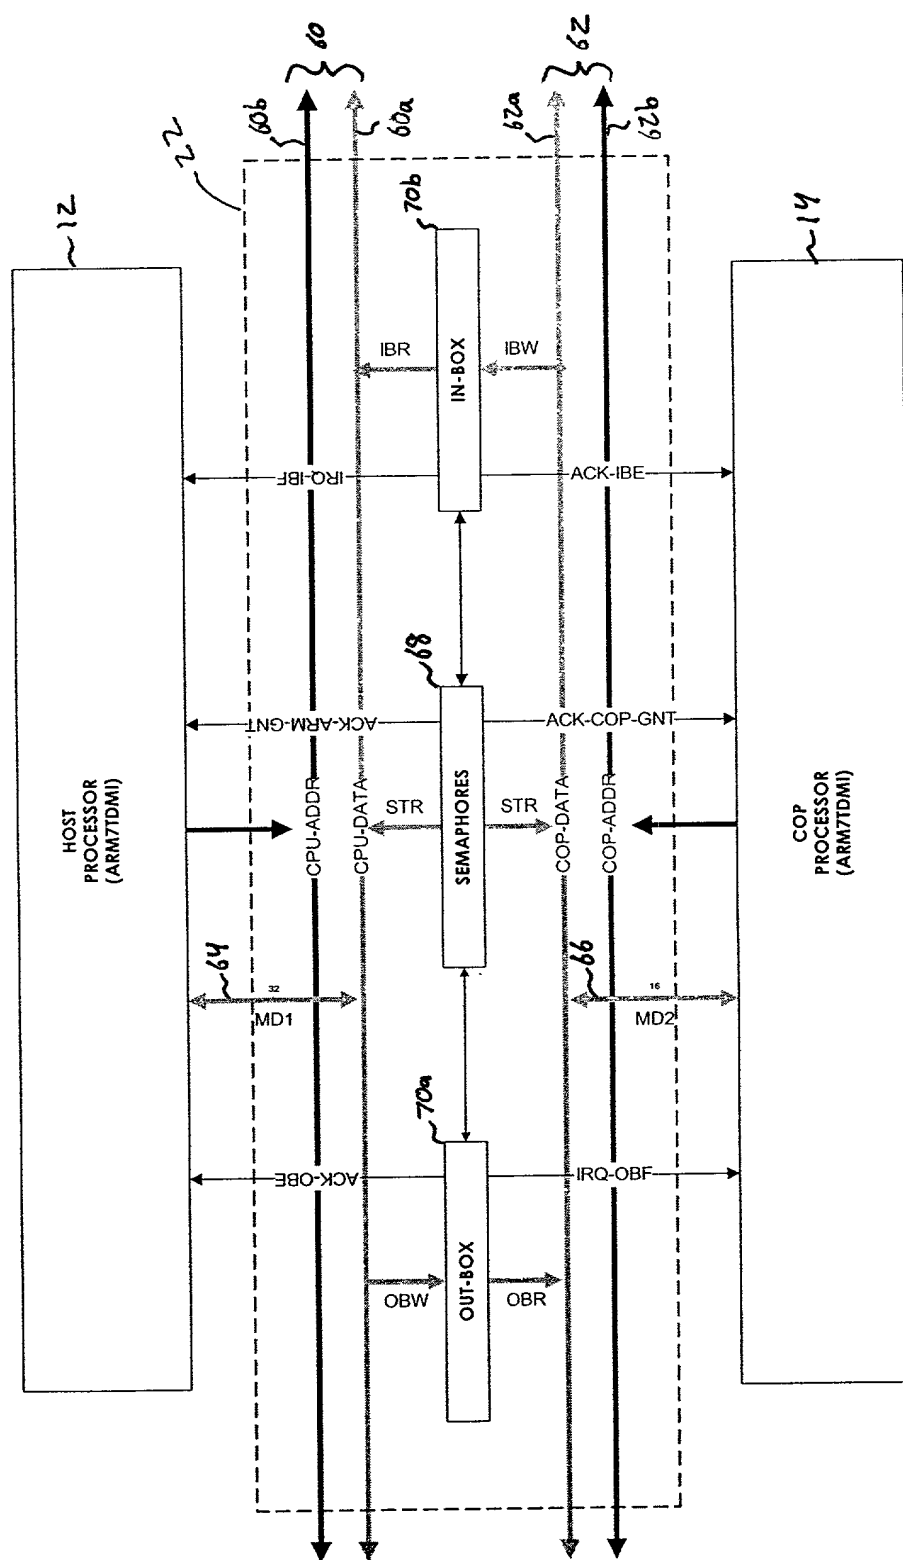 22
60b
60
60a
62a
62
62b
12
HOST
PROCESSOR
(ARM7TDMI)
64
32
MD1
CPU-ADDR
CPU-DATA
ACK-OBE
ACK-ARM-GNT
IRQ-IBF
OBW
STR
IBR
70a
OUT-BOX
68
SEMAPHORES
70b
IN-BOX
OBR
STR
IBW
COP-DATA
COP-ADDR
IRQ-OBF
ACK-COP-GNT
ACK-IBE
66
16
MD2
14
COP
PROCESSOR
(ARM7TDMI)